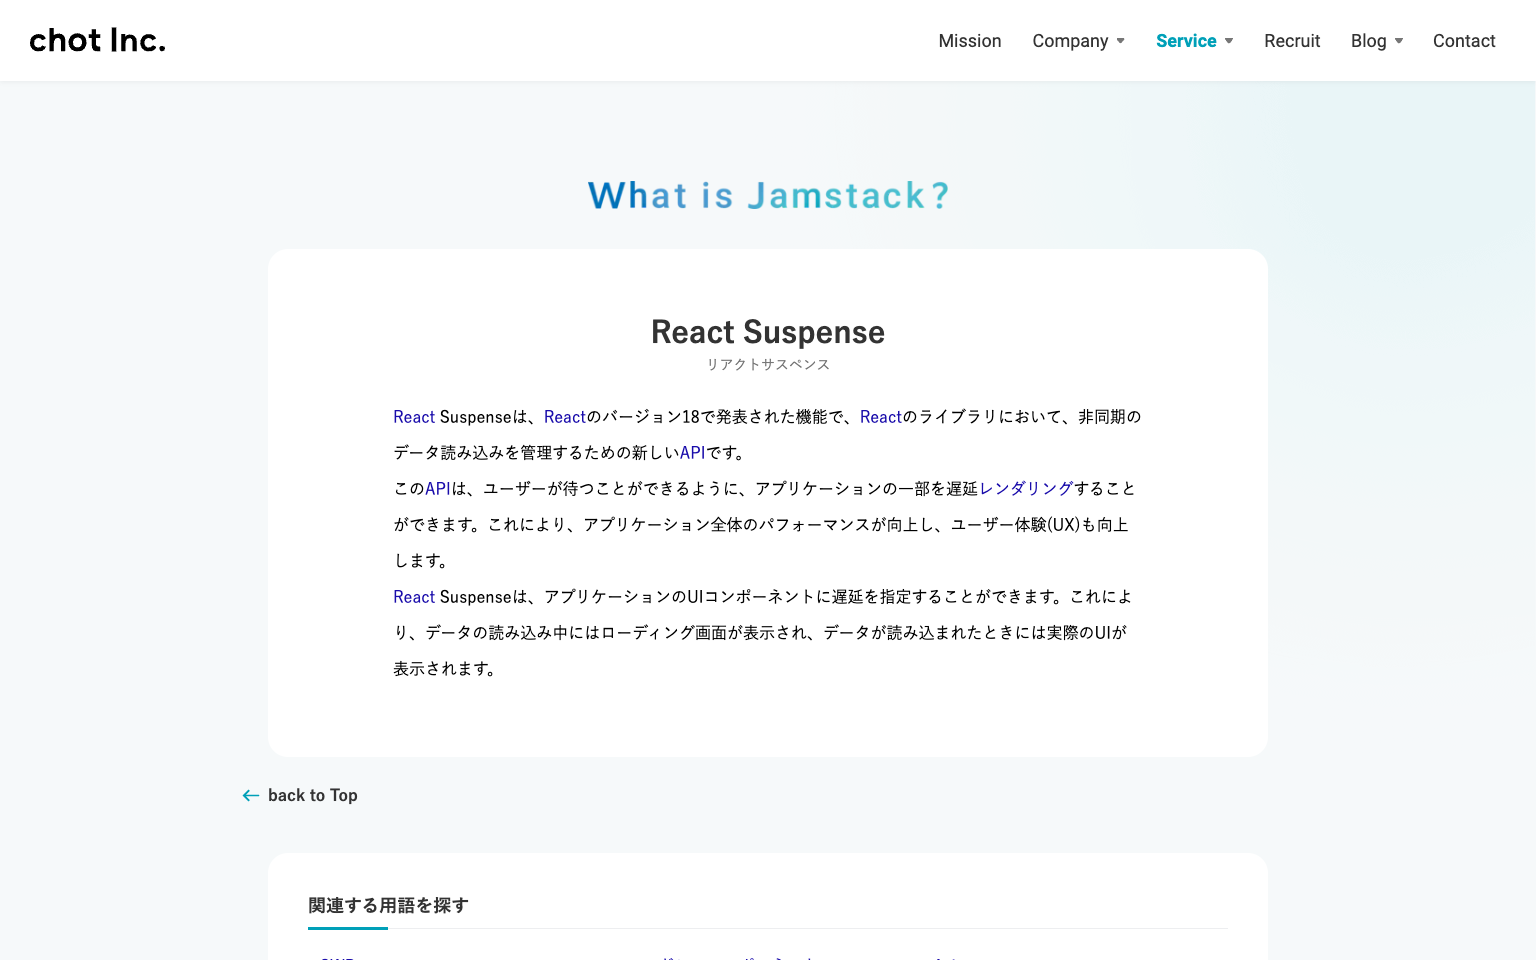 chot Inc.
Mission Company Service Recruit Blog Contact
What is Jamstack?
React Suspense
リアクトサスペンス
React Suspenseは、Reactのバージョン18で発表された機能で、Reactのライブラリにおいて、非同期の
データ読み込みを管理するための新しいAPIです。
このAPIは、ユーザーが待つことができるように、アプリケーションの一部を遅延レンダリングすること
ができます。これにより、アプリケーション全体のパフォーマンスが向上し、ユーザー体験(UX)も向上
します。
React Suspenseは、アプリケーションのUIコンポーネントに遅延を指定することができます。これによ
り、データの読み込み中にはローディング画面が表示され、データが読み込まれたときには実際のUIが
表示されます。
back to Top
関連する用語を探す